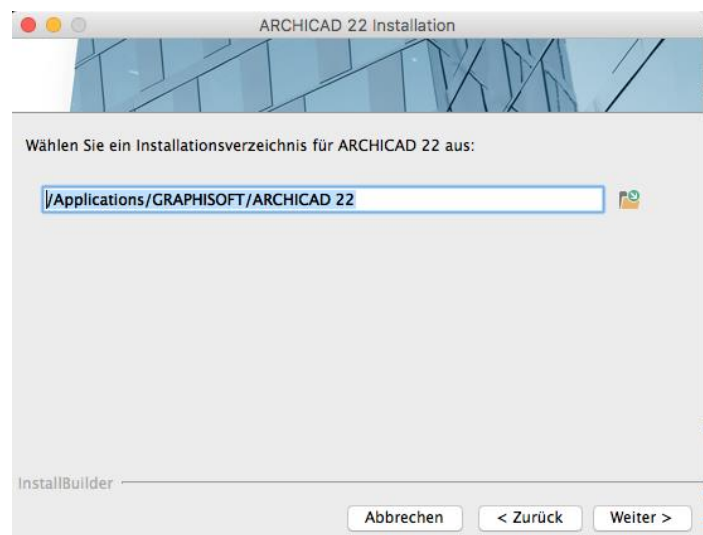 ARCHICAD 22 Installation
Wählen Sie ein Installationsverzeichnis für ARCHICAD 22 aus:
/Applications/GRAPHISOFT/ARCHICAD 22
InstallBuilder
Abbrechen < Zurück Weiter >